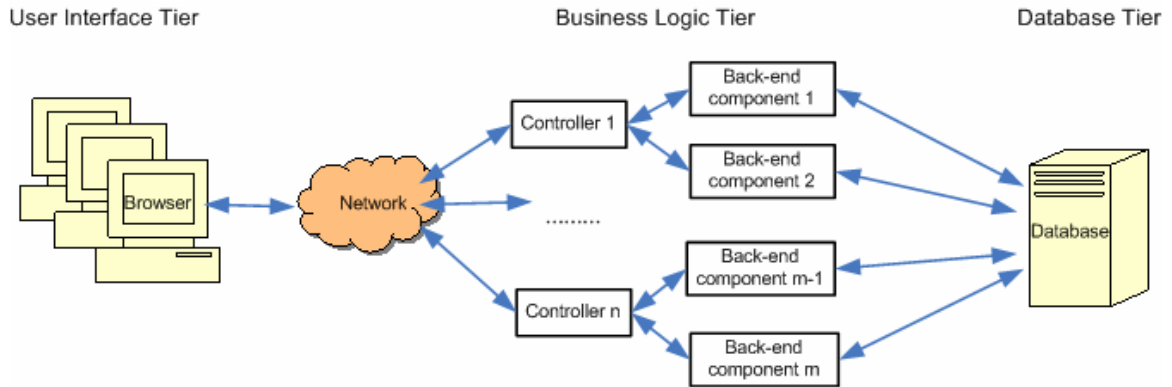 User Interface Tier
Business Logic Tier
Database Tier
Browser
Network
Controller 1
.........
Controller n
Back-end
component 1
Back-end
component 2
Back-end
component m-1
Back-end
component m
Database